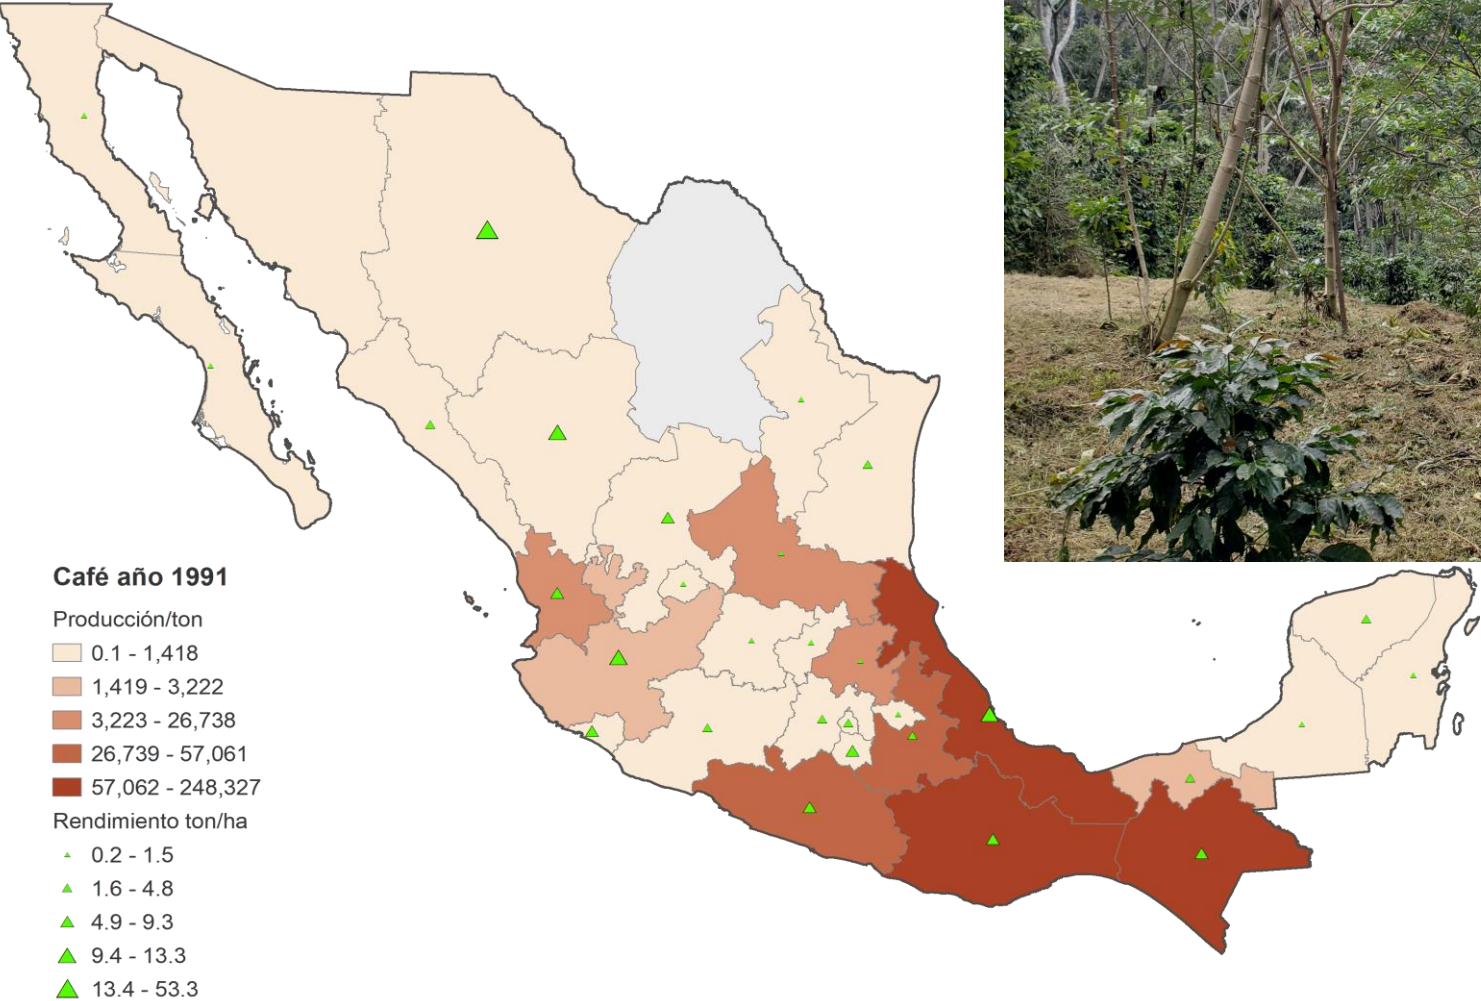 Café año 1991
Producción/ton
0.1 - 1,418
1,419 - 3,222
3,223 - 26,738
26,739 - 57,061
57,062 - 248,327
Rendimiento ton/ha
0.2 - 1.5
1.6 - 4.8
4.9 - 9.3
9.4 - 13.3
13.4 - 53.3